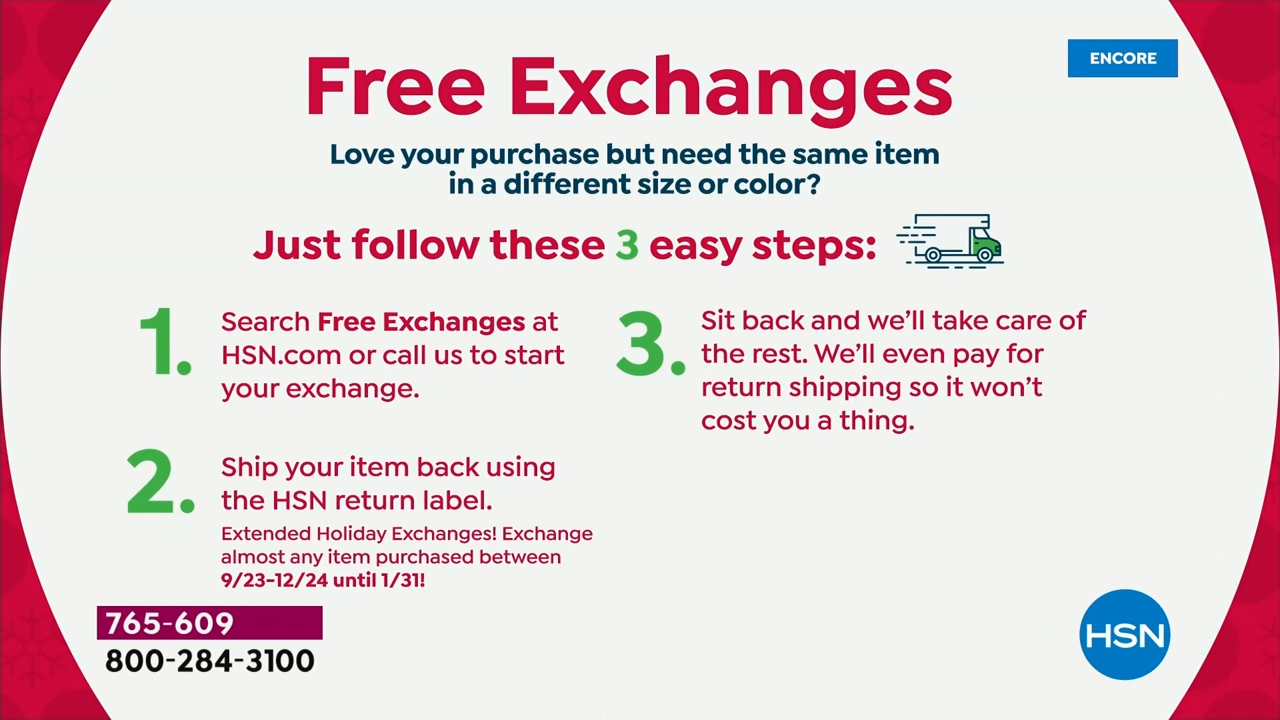 ENCORE
Free Exchanges
Love your purchase but need the same item
in a different size or color?
Just follow these 3 easy steps:
1. Search Free Exchanges at
HSN.com or call us to start
your exchange.
2. Ship your item back using
the HSN return label.
Extended Holiday Exchanges! Exchange
almost any item purchased between
9/23-12/24 until 1/31!
3. Sit back and we’ll take care of
the rest. We’ll even pay for
return shipping so it won’t
cost you a thing.
765-609
800-284-3100
HSN